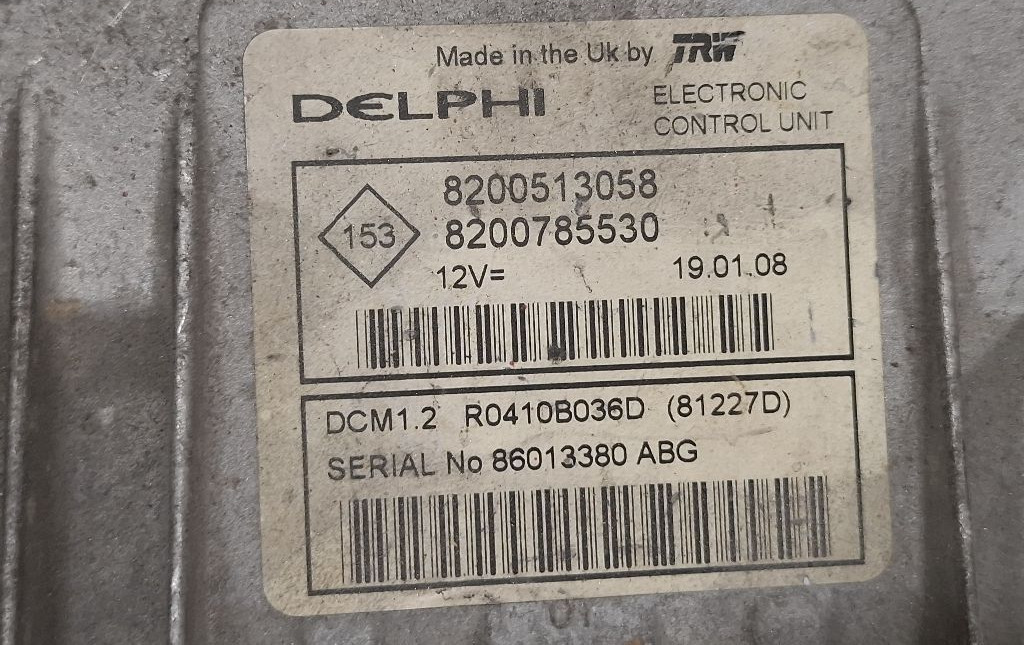 Made in the Uk by TRW
DELPHI
ELECTRONIC
CONTROL UNIT
8200513058
153
8200785530
12V=
19.01.08
DCM1.2 R0410B036D (81227D)
SERIAL No 86013380 ABG